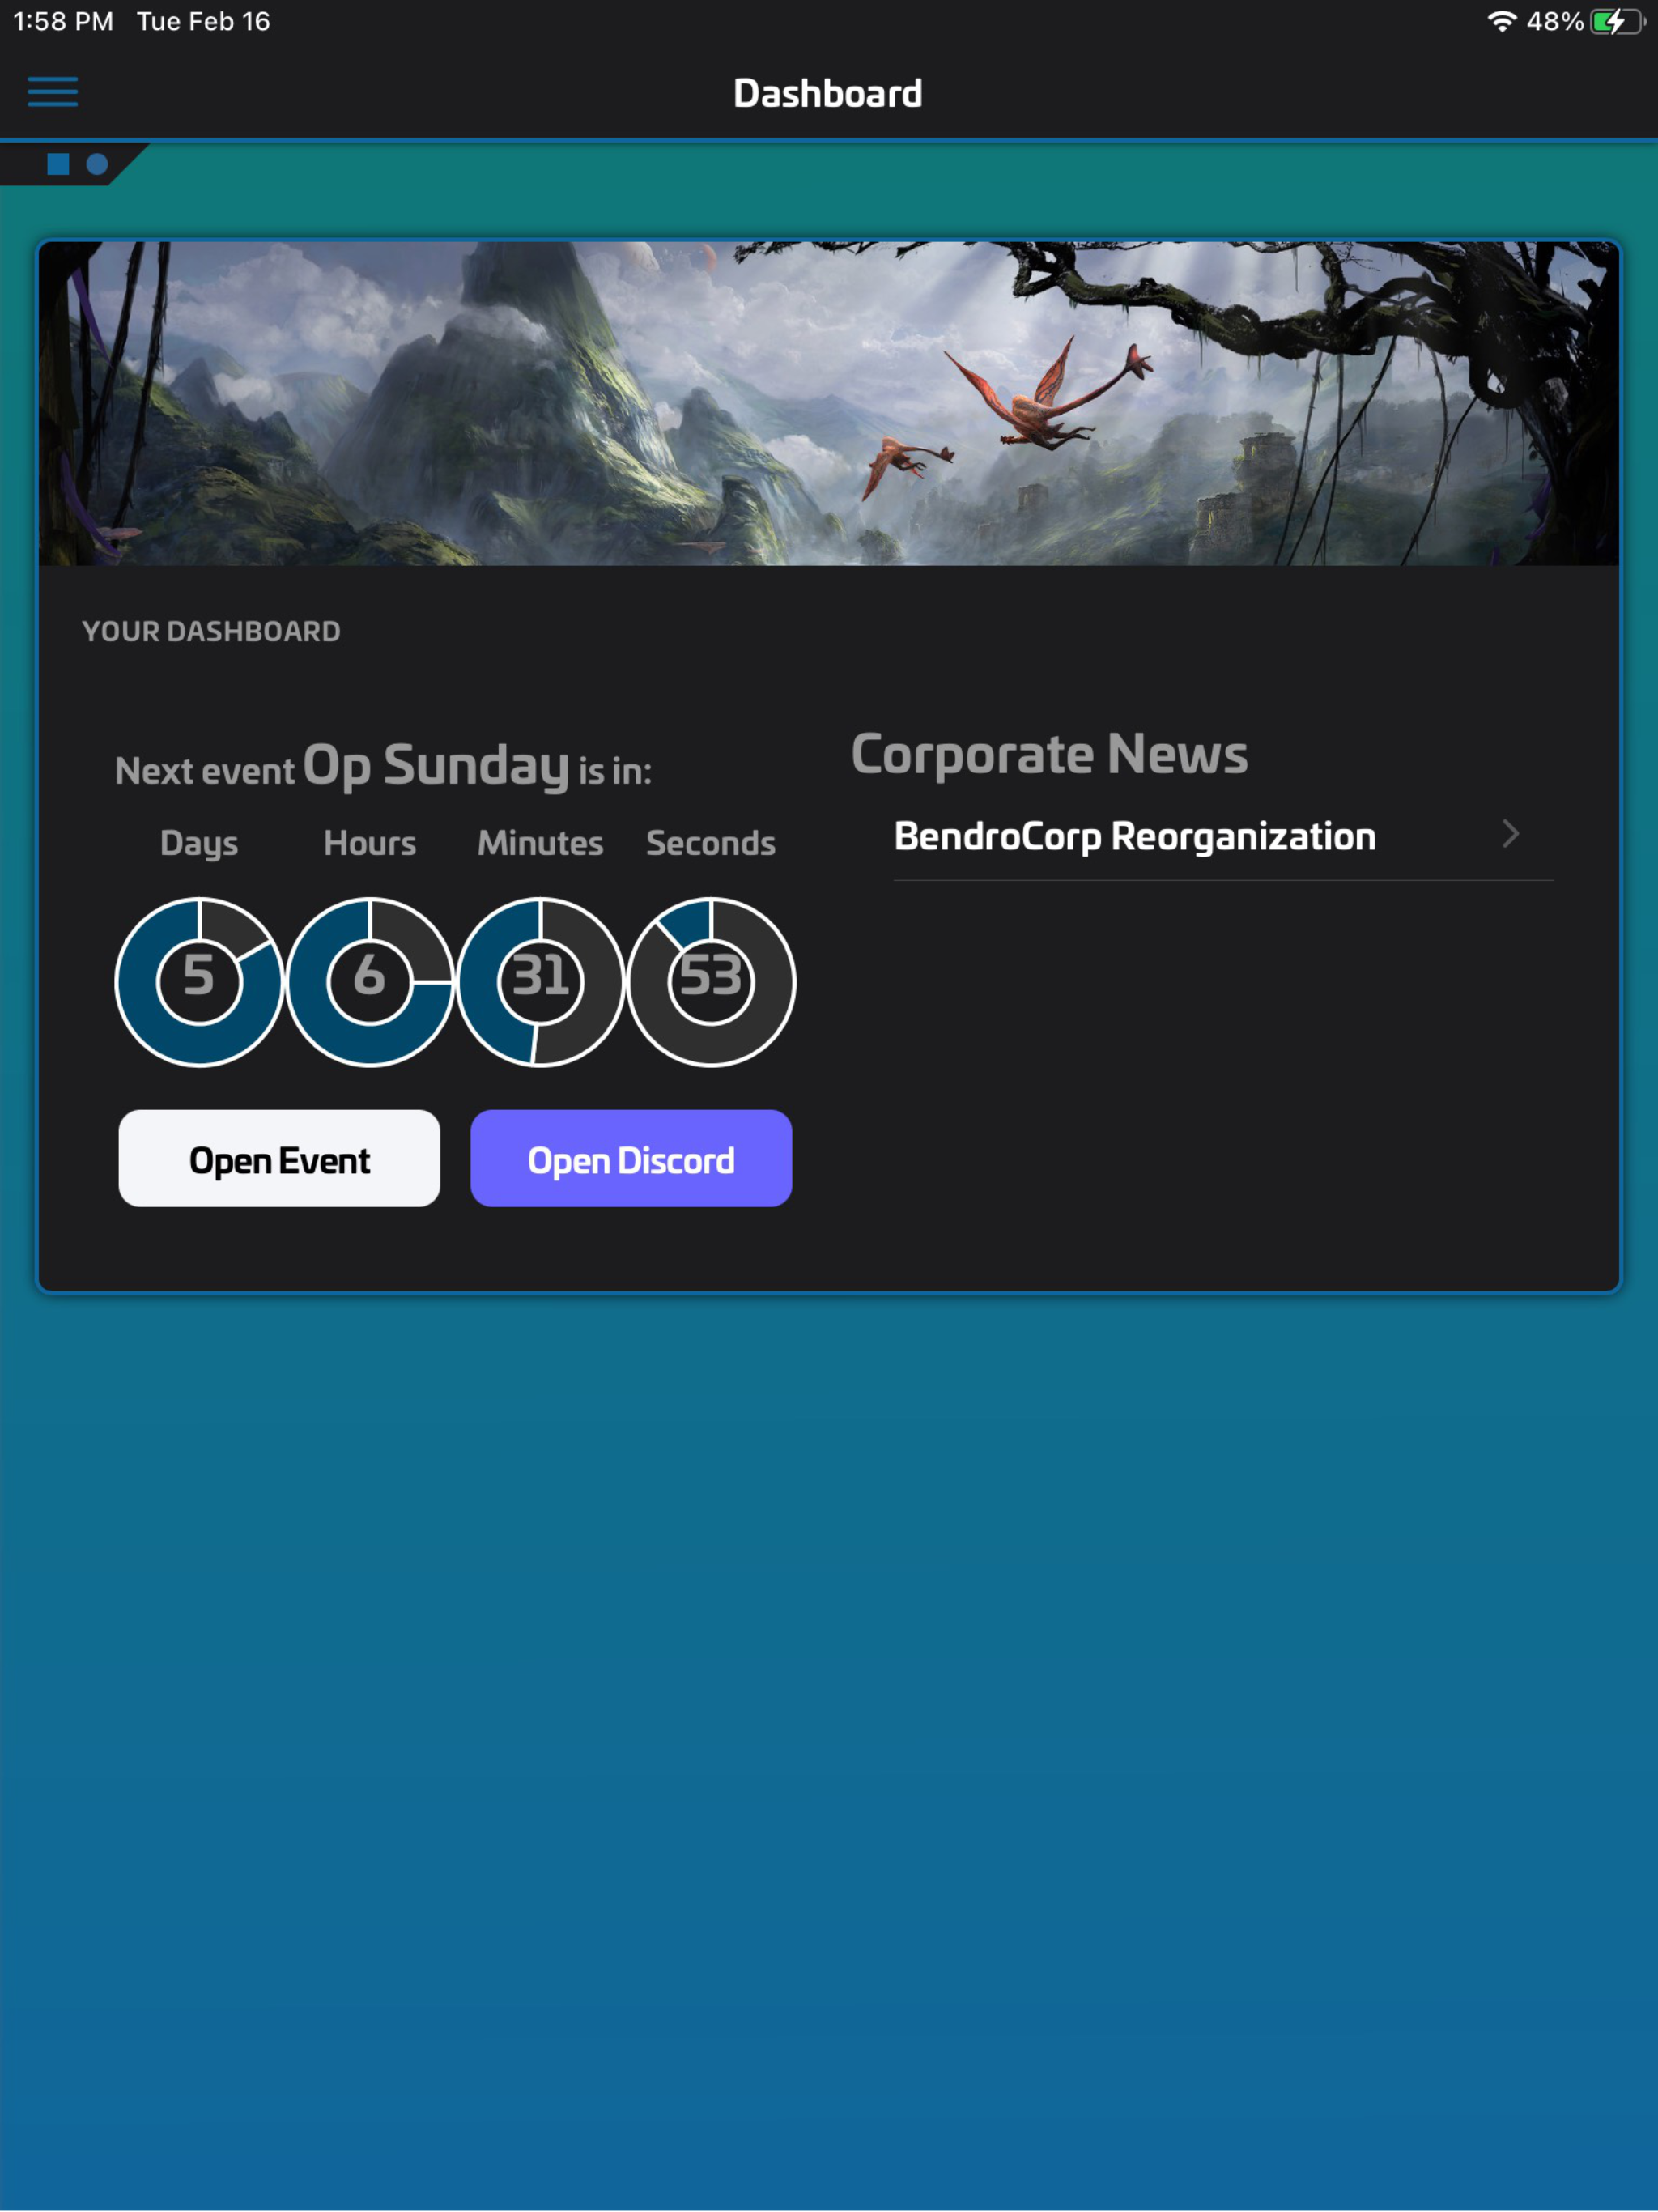 1:58 PM Tue Feb 16 48%
Dashboard
YOUR DASHBOARD
Next event Op Sunday is in:
Days Hours Minutes Seconds
5 6 31 53
Open Event Open Discord
Corporate News
BendroCorp Reorganization